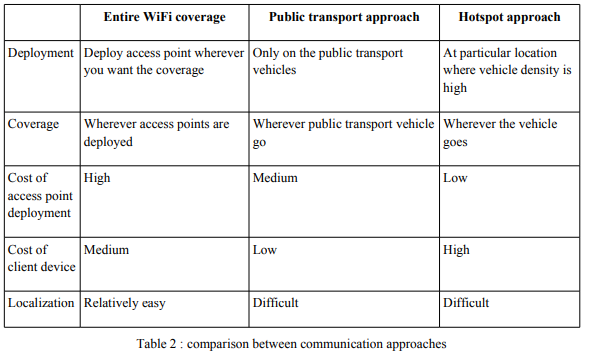 Entire WiFi coverage Public transport approach Hotspot approach
Deployment Deploy access point wherever Only on the public transport At particular location
you want the coverage vehicles where vehicle density is
high
Coverage Wherever access points are Wherever public transport vehicle Wherever the vehicle
deployed go goes
Cost of High Medium Low
access point
deployment
Cost of Medium Low High
client device
Localization Relatively easy Difficult Difficult
Table 2 : comparison between communication approaches